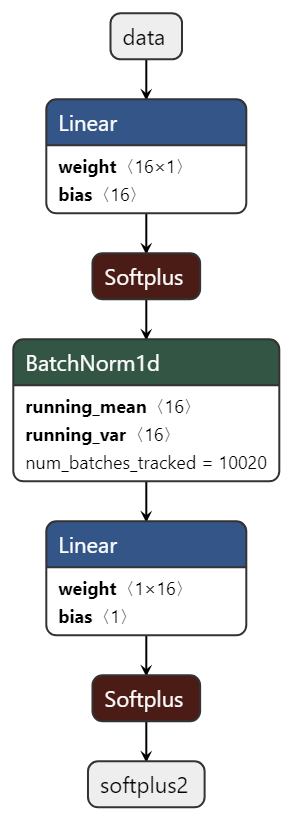 data
Linear
weight〈16×1〉
bias〈16〉
Softplus
BatchNorm1d
running_mean〈16〉
running_var〈16〉
num_batches_tracked = 10020
Linear
weight〈1×16〉
bias〈1〉
Softplus
softplus2